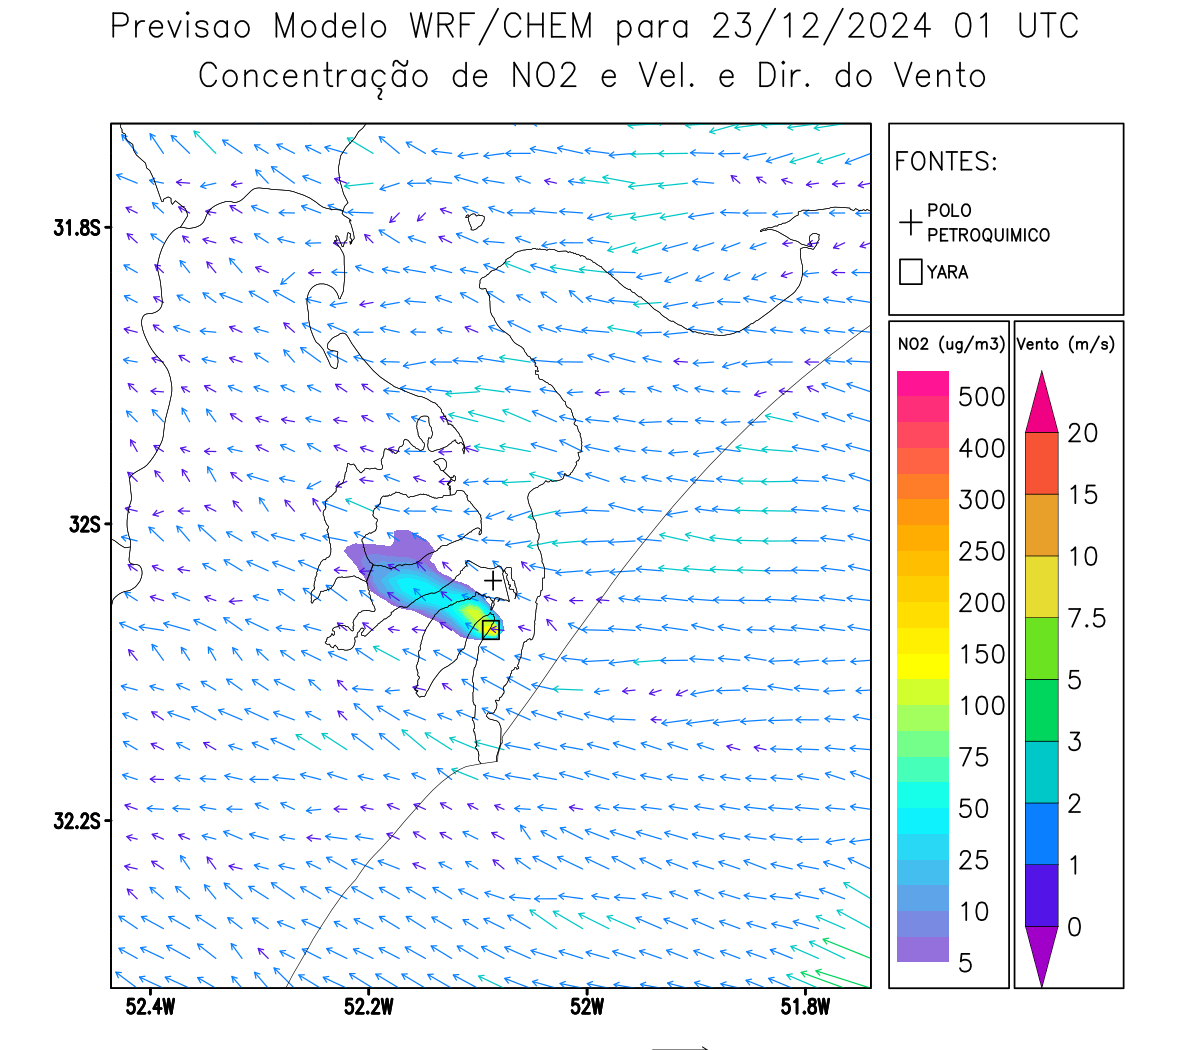 Previsao Modelo WRF/CHEM para 23/12/2024 01 UTC
Concentração de NO2 e Vel. e Dir. do Vento
FONTES:
POLO
PETROQUIMICO
YARA
NO2 (ug/m3)
500
400
300
250
200
150
100
75
50
25
10
5
Vento (m/s)
20
15
10
7.5
5
3
2
1
0
31.8S
32S
32.2S
52.4W
52.2W
52W
51.8W